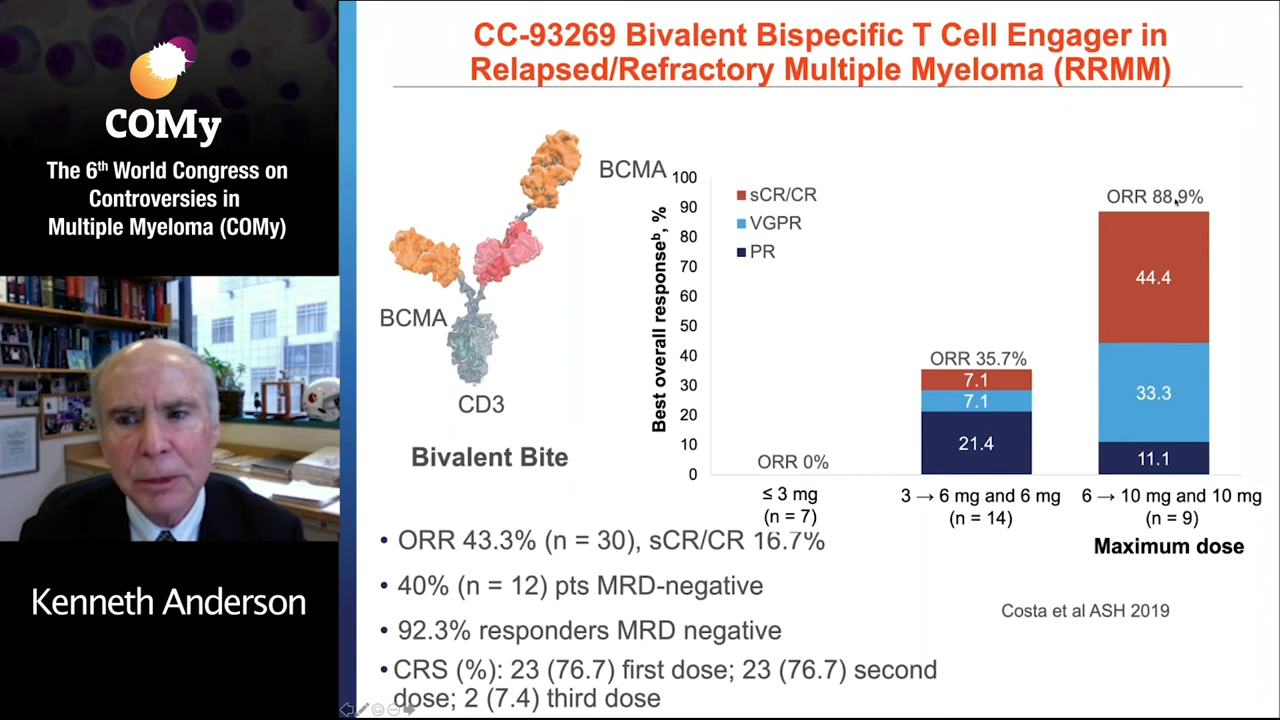 COMy
The 6th World Congress on
Controversies in
Multiple Myeloma (COMy)
Kenneth Anderson
CC-93269 Bivalent Bispecific T Cell Engager in
Relapsed/Refractory Multiple Myeloma (RRMM)
BCMA
BCMA
CD3
Bivalent Bite
Best overall responseᵇ, %
100
90
80
70
60
50
40
30
20
10
0
sCR/CR
VGPR
PR
ORR 0%
ORR 35.7%
7.1
7.1
21.4
ORR 88.9%
44.4
33.3
11.1
≤ 3 mg
(n = 7)
3 → 6 mg and 6 mg
(n = 14)
6 → 10 mg and 10 mg
(n = 9)
Maximum dose
• ORR 43.3% (n = 30), sCR/CR 16.7%
• 40% (n = 12) pts MRD-negative
• 92.3% responders MRD negative
• CRS (%): 23 (76.7) first dose; 23 (76.7) second
dose; 2 (7.4) third dose
Costa et al ASH 2019